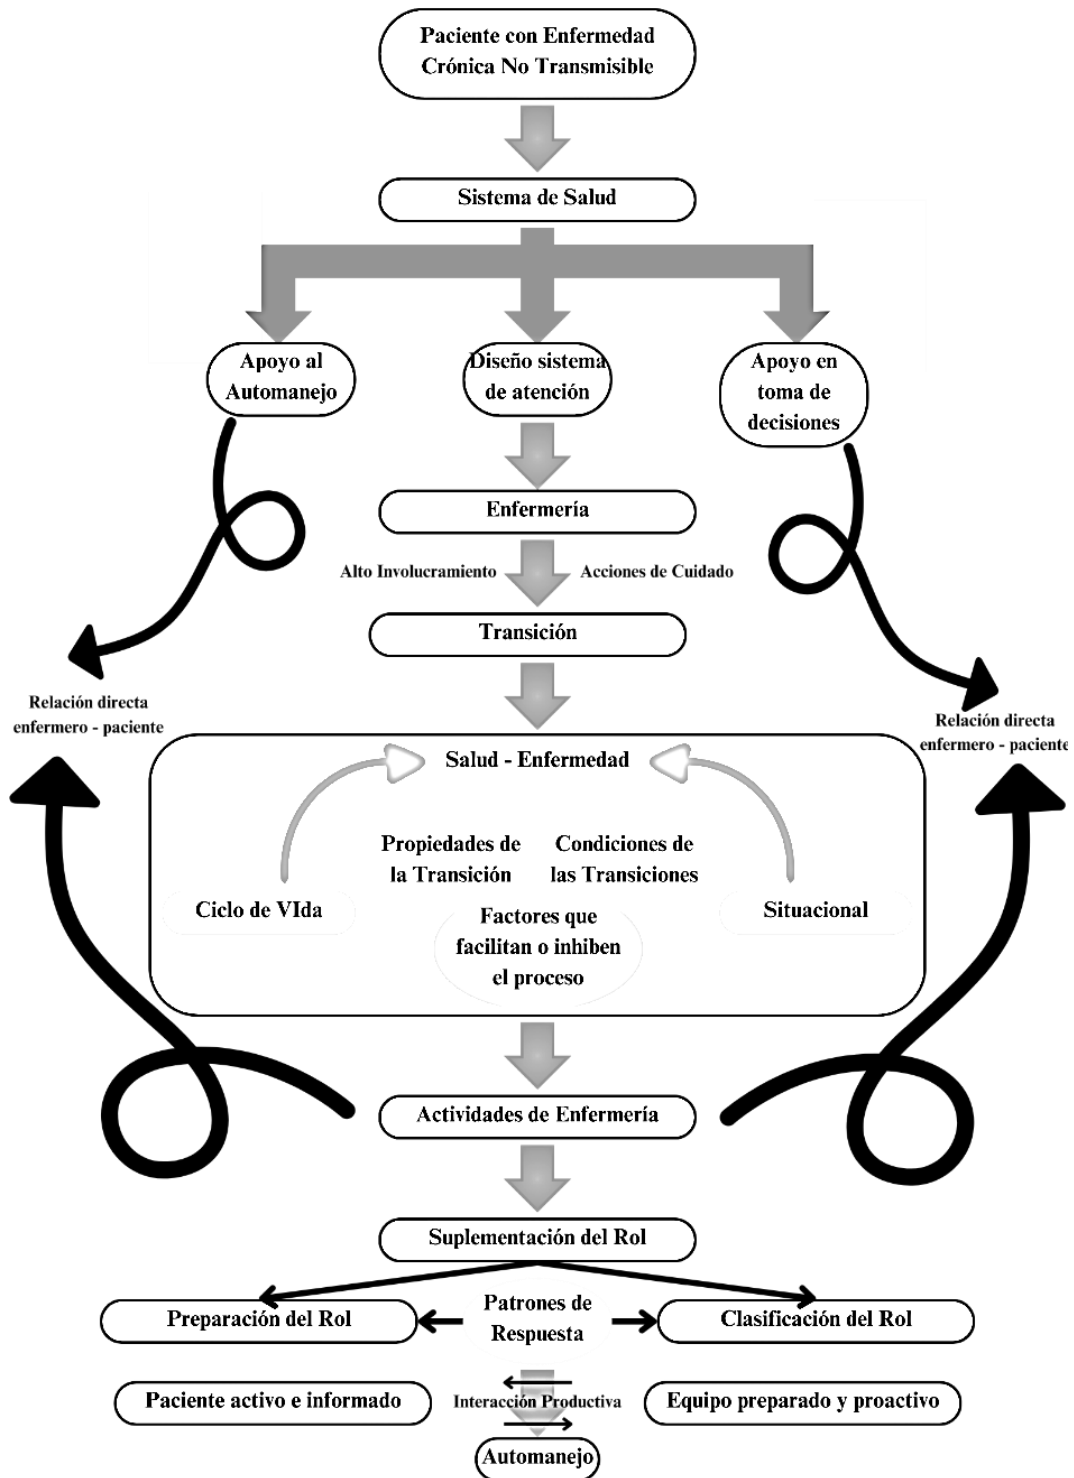 Paciente con Enfermedad
Crónica No Transmisible
Sistema de Salud
Apoyo al
Automanejo
Diseño sistema
de atención
Apoyo en
toma de
decisiones
Enfermería
Alto Involucramiento
Acciones de Cuidado
Transición
Relación directa
enfermero - paciente
Relación directa
enfermero - paciente
Salud - Enfermedad
Propiedades de
la Transición
Condiciones de
las Transiciones
Ciclo de VIda
Factores que
facilitan o inhiben
el proceso
Situacional
Actividades de Enfermería
Suplementación del Rol
Preparación del Rol
Patrones de
Respuesta
Clasificación del Rol
Paciente activo e informado
Interacción Productiva
Equipo preparado y proactivo
Automanejo